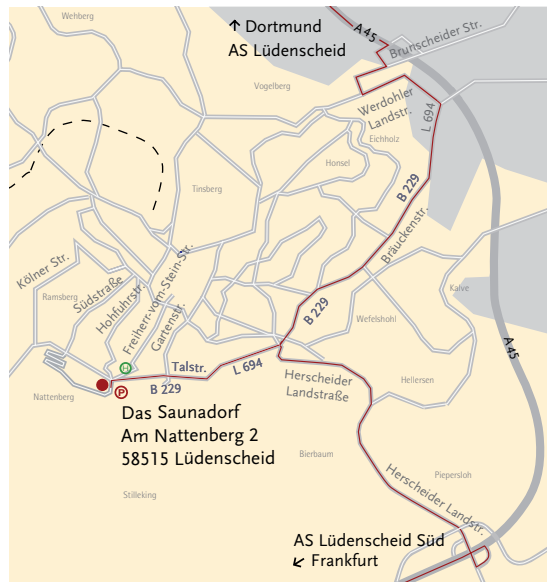 Wehberg
↑ Dortmund
AS Lüdenscheid
A 45
Brunscheider Str.
Vogelberg
Werdohler
Landstr.
L 694
Eichholz
Honsel
Tinsberg
B 229
Bräuckenstr.
Kölner Str.
Ramsberg
Südstraße
Hohfuhrstr.
Freiherr-vom-Stein-Str.
Gartenstr.
Kalve
B 229
Wefelshohl
A 45
H
Talstr.
L 694
B 229
P
Nattenberg
Herscheider
Landstraße
Hellersen
Das Saunadorf
Am Nattenberg 2
58515 Lüdenscheid
Bierbaum
Piepersloh
Herscheider Landstr.
Stilleking
AS Lüdenscheid Süd
↙ Frankfurt